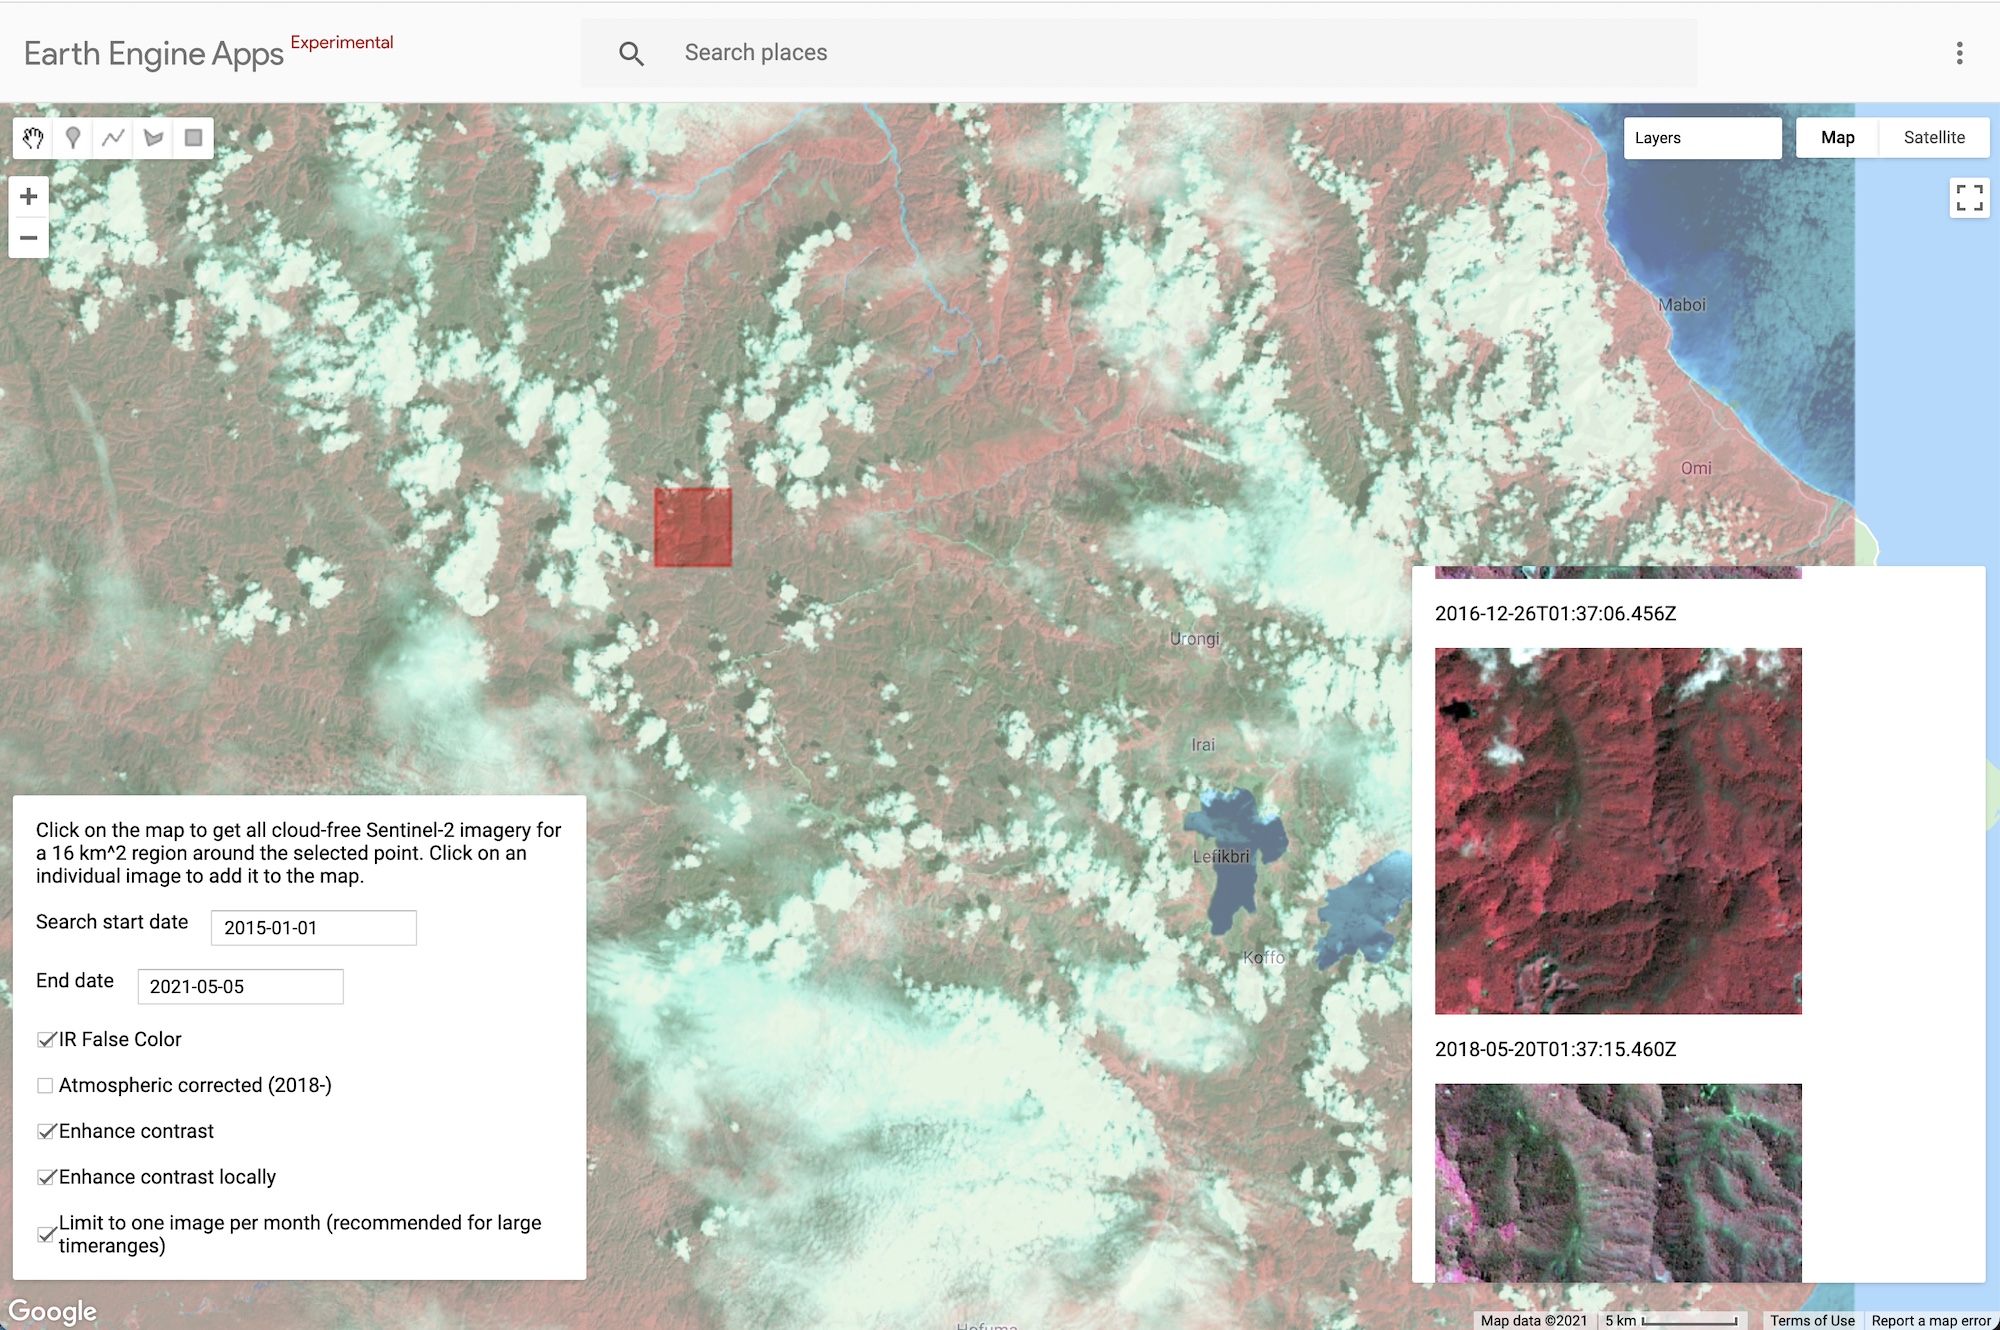 Earth Engine Apps Experimental
Search places
Layers
Map
Satellite
Maboi
Omi
Urongi
Irai
Lefikbri
Koffo
2016-12-26T01:37:06.456Z
2018-05-20T01:37:15.460Z
Click on the map to get all cloud-free Sentinel-2 imagery for
a 16 km^2 region around the selected point. Click on an
individual image to add it to the map.
Search start date 2015-01-01
End date 2021-05-05
IR False Color
Atmospheric corrected (2018-)
Enhance contrast
Enhance contrast locally
Limit to one image per month (recommended for large
timeranges)
Google
Map data ©2021 5 km Terms of Use Report a map error